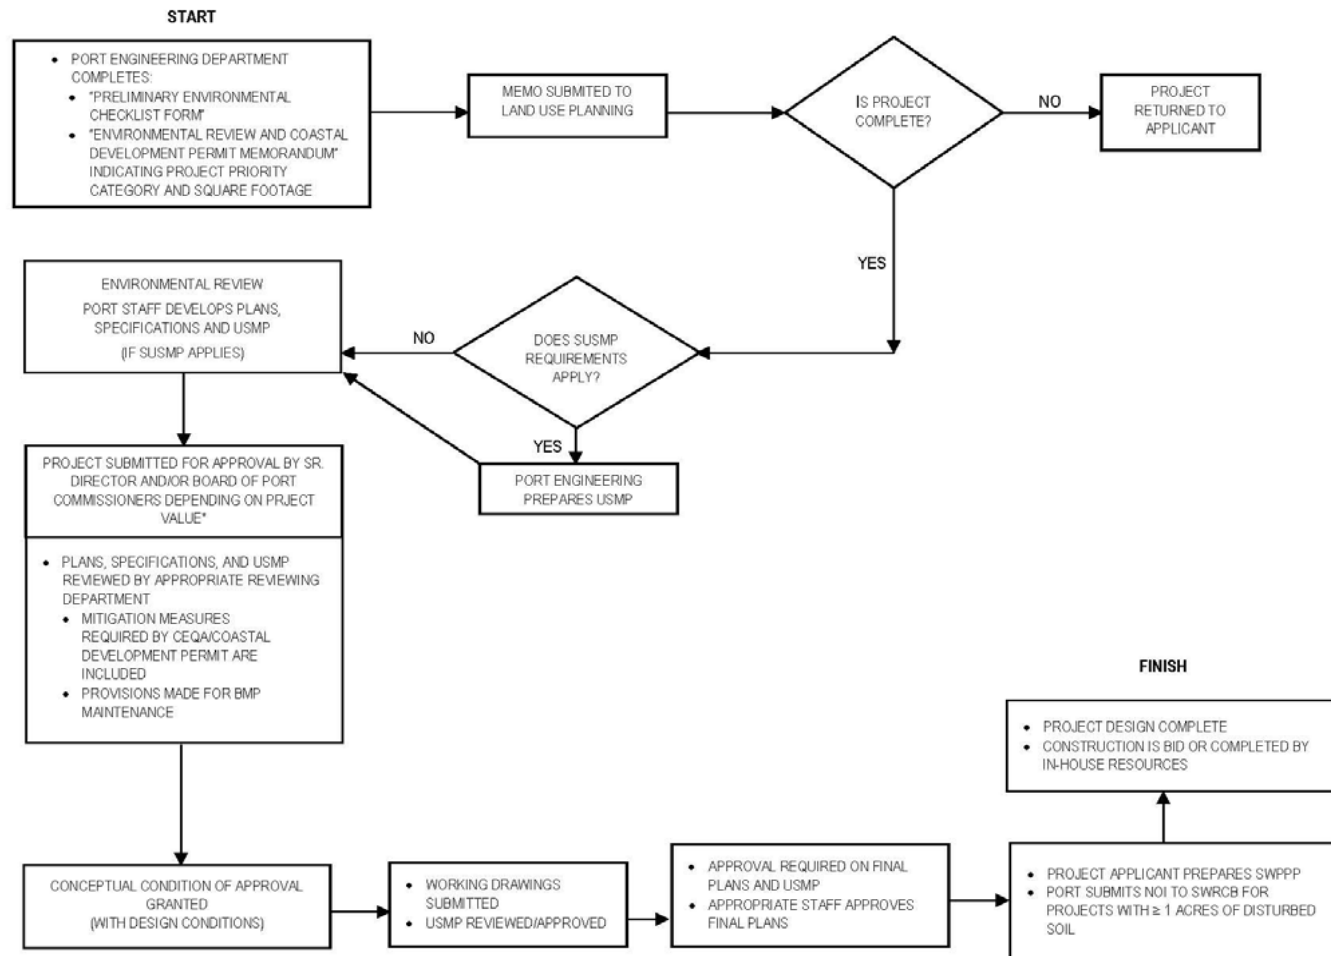 START
• PORT ENGINEERING DEPARTMENT
COMPLETES:
• "PRELIMINARY ENVIRONMENTAL
CHECKLIST FORM"
• "ENVIRONMENTAL REVIEW AND COASTAL
DEVELOPMENT PERMIT MEMORANDUM"
INDICATING PROJECT PRIORITY
CATEGORY AND SQUARE FOOTAGE
MEMO SUBMITED TO
LAND USE PLANNING
IS PROJECT
COMPLETE?
NO
PROJECT
RETURNED TO
APPLICANT
YES
DOES SUSMP
REQUIREMENTS
APPLY?
NO
YES
PORT ENGINEERING
PREPARES USMP
ENVIRONMENTAL REVIEW
PORT STAFF DEVELOPS PLANS,
SPECIFICATIONS AND USMP
(IF SUSMP APPLIES)
PROJECT SUBMITTED FOR APPROVAL BY SR.
DIRECTOR AND/OR BOARD OF PORT
COMMISSIONERS DEPENDING ON PRJECT
VALUE*
• PLANS, SPECIFICATIONS, AND USMP
REVIEWED BY APPROPRIATE REVIEWING
DEPARTMENT
• MITIGATION MEASURES
REQUIRED BY CEQA/COASTAL
DEVELOPMENT PERMIT ARE
INCLUDED
• PROVISIONS MADE FOR BMP
MAINTENANCE
CONCEPTUAL CONDITION OF APPROVAL
GRANTED
(WITH DESIGN CONDITIONS)
• WORKING DRAWINGS
SUBMITTED
• USMP REVIEWED/APPROVED
• APPROVAL REQUIRED ON FINAL
PLANS AND USMP
• APPROPRIATE STAFF APPROVES
FINAL PLANS
• PROJECT APPLICANT PREPARES SWPPP
• PORT SUBMITS NOI TO SWRCB FOR
PROJECTS WITH ≥ 1 ACRES OF DISTURBED
SOIL
FINISH
• PROJECT DESIGN COMPLETE
• CONSTRUCTION IS BID OR COMPLETED BY
IN-HOUSE RESOURCES